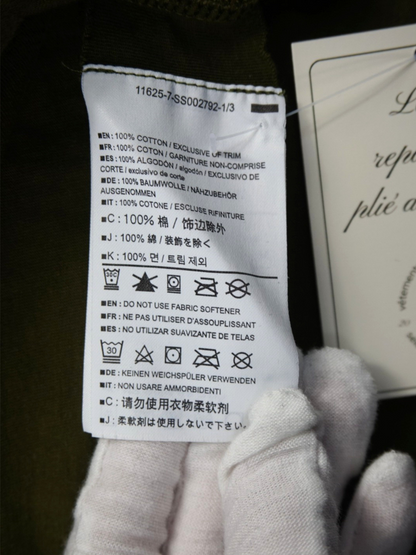 11625-7-SS002792-1/3
■EN: 100% COTTON / EXCLUSIVE OF TRIM
■FR: 100% COTON / GARNITURE NON-COMPRISE
■ES: 100% ALGODÓN / algodón / EXCLUSIVO DE
CORTE / exclusivo de corte
■DE: 100% BAUMWOLLE / NÄHZUBEHÖR
AUSGENOMMEN
■IT: 100% COTONE / ESCLUSE RIFINITURE
■C: 100% 棉 / 饰边除外
■J: 100% 綿 / 装飾を除く
■K: 100% 면 / 트림 제외
30C
■EN: DO NOT USE FABRIC SOFTENER
■FR: NE PAS UTILISER D'ASSOUPLISSANT
■ES: NO UTILIZAR SUAVIZANTE DE TELAS
30
■DE: KEINEN WEICHSPÜLER VERWENDEN
■IT: NON USARE AMMORBIDENTI
■C: 请勿使用衣物柔软剂
■J: 柔軟剤は使用しないで下さい
L
repu
plié a
vêtemen